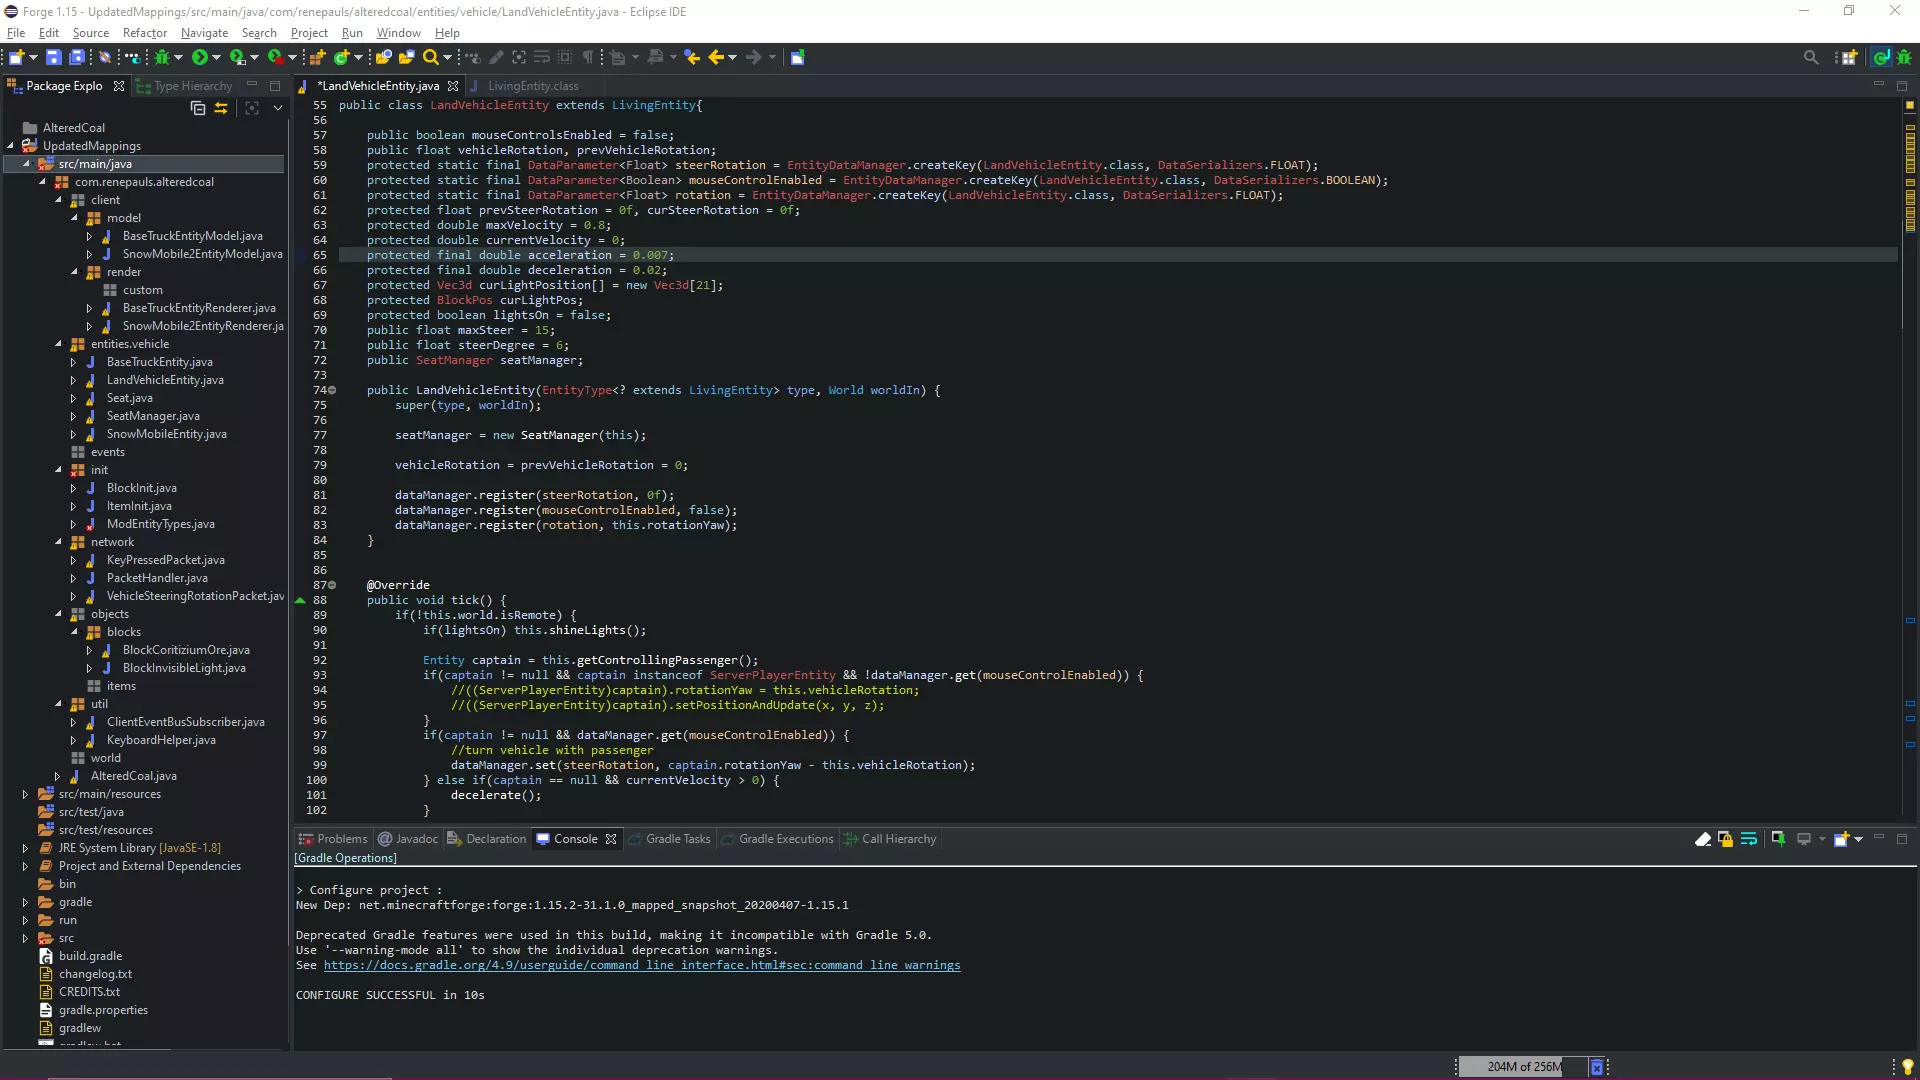 Forge 1.15 - UpdatedMappings/src/main/java/com/renepauls/alteredcoal/entities/vehicle/LandVehicleEntity.java - Eclipse IDE
File Edit Source Refactor Navigate Search Project Run Window Help
Package Explo Type Hierarchy
AlteredCoal
UpdatedMappings
src/main/java
com.renepauls.alteredcoal
client
model
BaseTruckEntityModel.java
SnowMobile2EntityModel.java
render
custom
BaseTruckEntityRenderer.java
SnowMobile2EntityRenderer.ja
entities.vehicle
BaseTruckEntity.java
LandVehicleEntity.java
Seat.java
SeatManager.java
SnowMobileEntity.java
events
init
BlockInit.java
ItemInit.java
ModEntityTypes.java
network
KeyPressedPacket.java
PacketHandler.java
VehicleSteeringRotationPacket.jav
objects
blocks
BlockCoritiziumOre.java
BlockInvisibleLight.java
items
util
ClientEventBusSubscriber.java
KeyboardHelper.java
world
AlteredCoal.java
src/main/resources
src/test/java
src/test/resources
JRE System Library [JavaSE-1.8]
Project and External Dependencies
bin
gradle
run
src
build.gradle
changelog.txt
CREDITS.txt
gradle.properties
gradlew
gradlew.bat
*LandVehicleEntity.java LivingEntity.class
55 public class LandVehicleEntity extends LivingEntity{
56
57 public boolean mouseControlsEnabled = false;
58 public float vehicleRotation, prevVehicleRotation;
59 protected static final DataParameter<Float> steerRotation = EntityDataManager.createKey(LandVehicleEntity.class, DataSerializers.FLOAT);
60 protected static final DataParameter<Boolean> mouseControlEnabled = EntityDataManager.createKey(LandVehicleEntity.class, DataSerializers.BOOLEAN);
61 protected static final DataParameter<Float> rotation = EntityDataManager.createKey(LandVehicleEntity.class, DataSerializers.FLOAT);
62 protected float prevSteerRotation = 0f, curSteerRotation = 0f;
63 protected double maxVelocity = 0.8;
64 protected double currentVelocity = 0;
65 protected final double acceleration = 0.007;
66 protected final double deceleration = 0.02;
67 protected Vec3d curLightPosition[] = new Vec3d[21];
68 protected BlockPos curLightPos;
69 protected boolean lightsOn = false;
70 public float maxSteer = 15;
71 public float steerDegree = 6;
72 public SeatManager seatManager;
73
74 public LandVehicleEntity(EntityType<? extends LivingEntity> type, World worldIn) {
75 super(type, worldIn);
76
77 seatManager = new SeatManager(this);
78
79 vehicleRotation = prevVehicleRotation = 0;
80
81 dataManager.register(steerRotation, 0f);
82 dataManager.register(mouseControlEnabled, false);
83 dataManager.register(rotation, this.rotationYaw);
84 }
85
86
87 @Override
88 public void tick() {
89 if(!this.world.isRemote) {
90 if(lightsOn) this.shineLights();
91
92 Entity captain = this.getControllingPassenger();
93 if(captain != null && captain instanceof ServerPlayerEntity && !dataManager.get(mouseControlEnabled)) {
94 //((ServerPlayerEntity)captain).rotationYaw = this.vehicleRotation;
95 //((ServerPlayerEntity)captain).setPositionAndUpdate(x, y, z);
96 }
97 if(captain != null && dataManager.get(mouseControlEnabled)) {
98 //turn vehicle with passenger
99 dataManager.set(steerRotation, captain.rotationYaw - this.vehicleRotation);
100 } else if(captain == null && currentVelocity > 0) {
101 decelerate();
102 }
Problems Javadoc Declaration Console Gradle Tasks Gradle Executions Call Hierarchy
[Gradle Operations]
> Configure project :
New Dep: net.minecraftforge:forge:1.15.2-31.1.0_mapped_snapshot_20200407-1.15.1
Deprecated Gradle features were used in this build, making it incompatible with Gradle 5.0.
Use '--warning-mode all' to show the individual deprecation warnings.
See https://docs.gradle.org/4.9/userguide/command_line_interface.html#sec:command_line_warnings
CONFIGURE SUCCESSFUL in 10s
204M of 256M